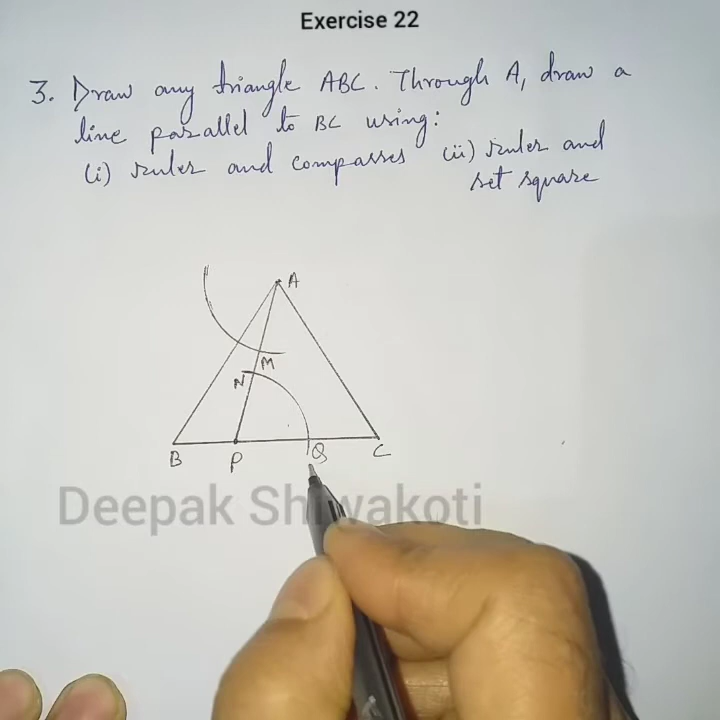 Exercise 22
3. Draw any triangle ABC. Through A, draw a
line parallel to BC using:
(i) ruler and compasses (ii) ruler and
set square
A
M
N
B P Q C
Deepak Shiwakoti